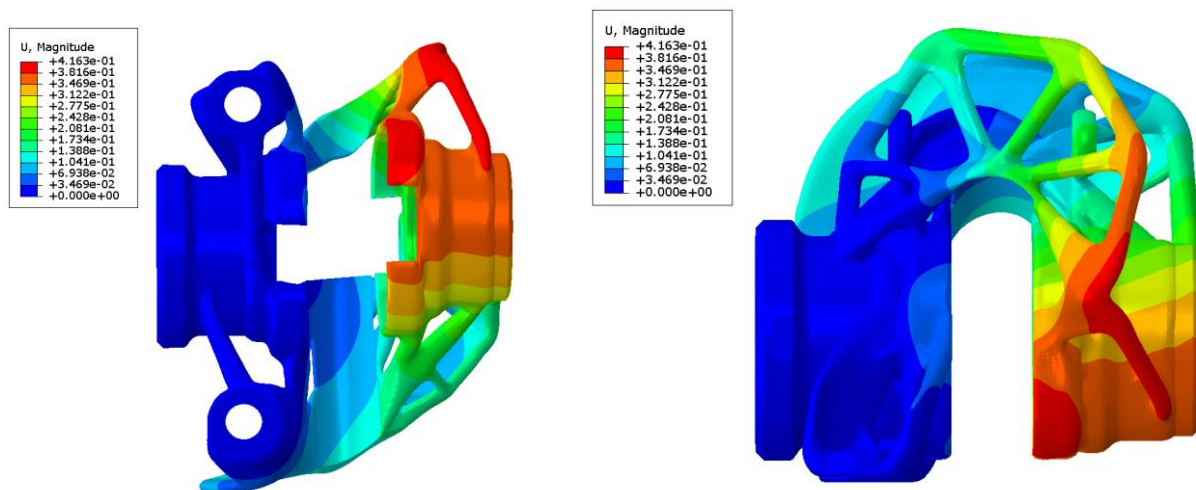 U, Magnitude
+4.163e-01
+3.816e-01
+3.469e-01
+3.122e-01
+2.775e-01
+2.428e-01
+2.081e-01
+1.734e-01
+1.388e-01
+1.041e-01
+6.938e-02
+3.469e-02
+0.000e+00
U, Magnitude
+4.163e-01
+3.816e-01
+3.469e-01
+3.122e-01
+2.775e-01
+2.428e-01
+2.081e-01
+1.734e-01
+1.388e-01
+1.041e-01
+6.938e-02
+3.469e-02
+0.000e+00